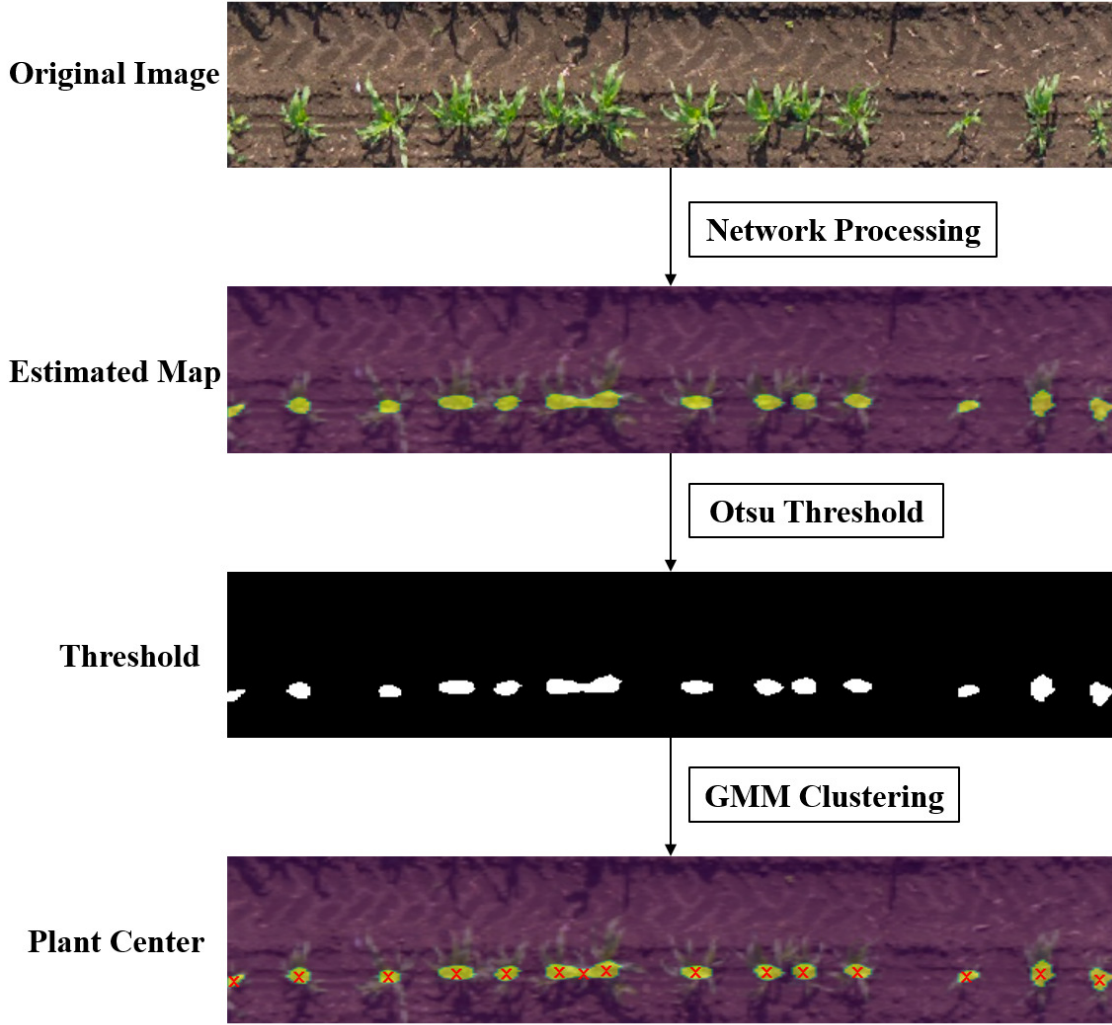 Original Image
Network Processing
Estimated Map
Otsu Threshold
Threshold
GMM Clustering
Plant Center